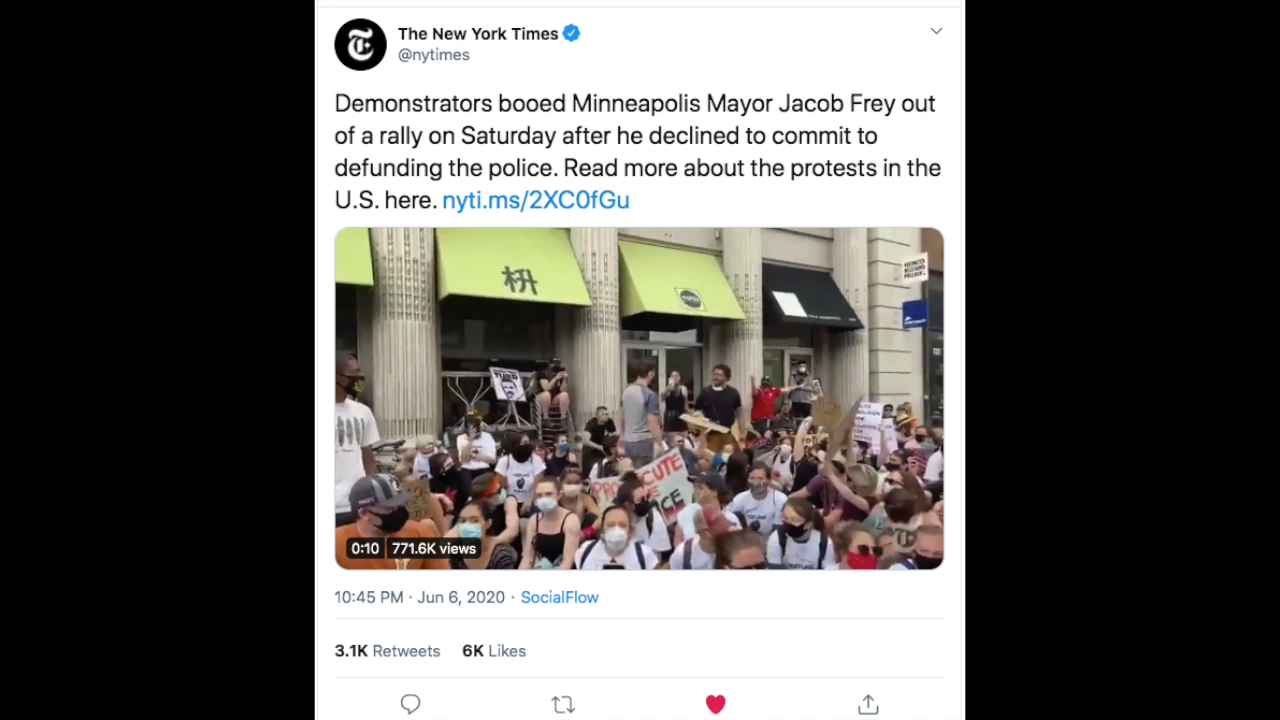 The New York Times
@nytimes
Demonstrators booed Minneapolis Mayor Jacob Frey out
of a rally on Saturday after he declined to commit to
defunding the police. Read more about the protests in the
U.S. here. nyti.ms/2XC0fGu
0:10 771.6K views
10:45 PM · Jun 6, 2020 · SocialFlow
3.1K Retweets 6K Likes